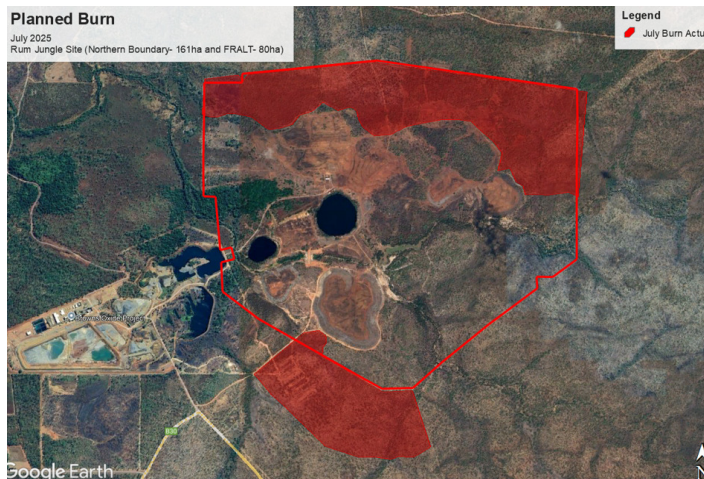 Planned Burn
July 2025
Rum Jungle Site (Northern Boundary- 161ha and FRALT- 80ha)
Legend
July Burn Actu
Google Earth
N